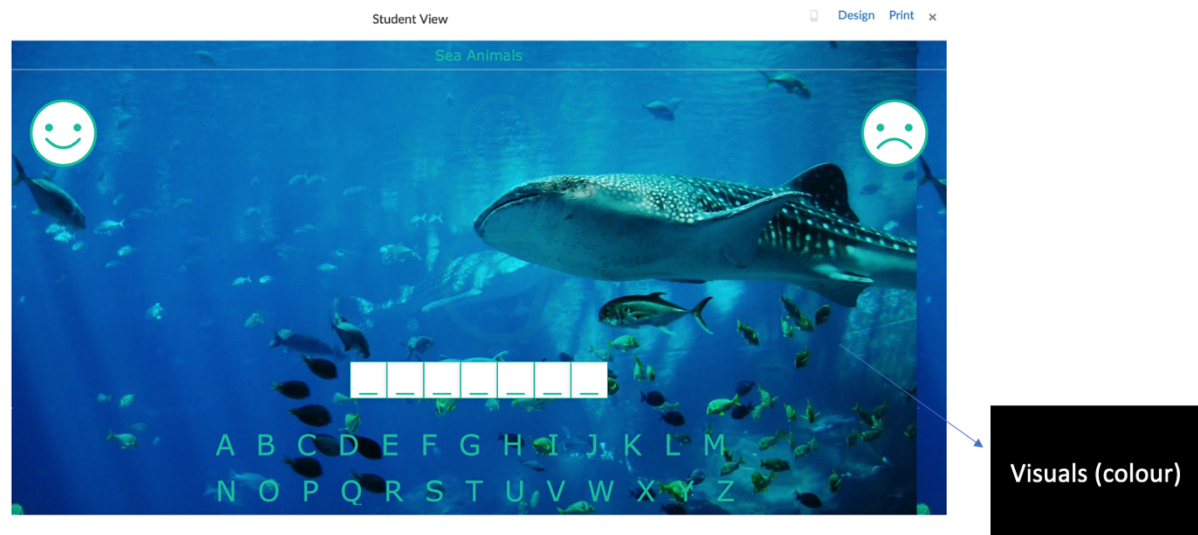 Student View
Design Print ×
Sea Animals
_ _ _ _ _ _ _
A B C D E F G H I J K L M
N O P Q R S T U V W X Y Z
Visuals (colour)